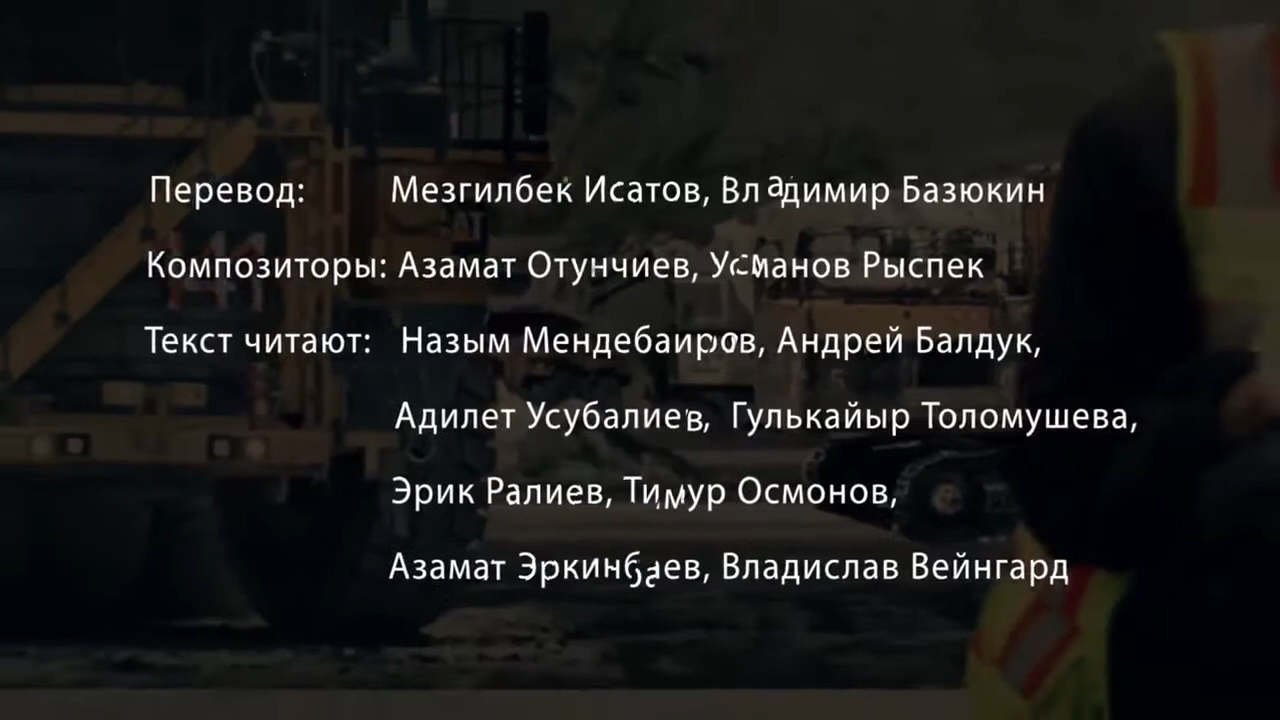 Перевод: Мезгилбек Исатов, Владимир Базюкин
Композиторы: Азамат Отунчиев, Усманов Рыспек
Текст читают: Назым Мендебаиров, Андрей Балдук,
Адилет Усубалиев, Гулькайыр Толомушева,
Эрик Ралиев, Тимур Осмонов,
Азамат Эркинбаев, Владислав Вейнгард
141